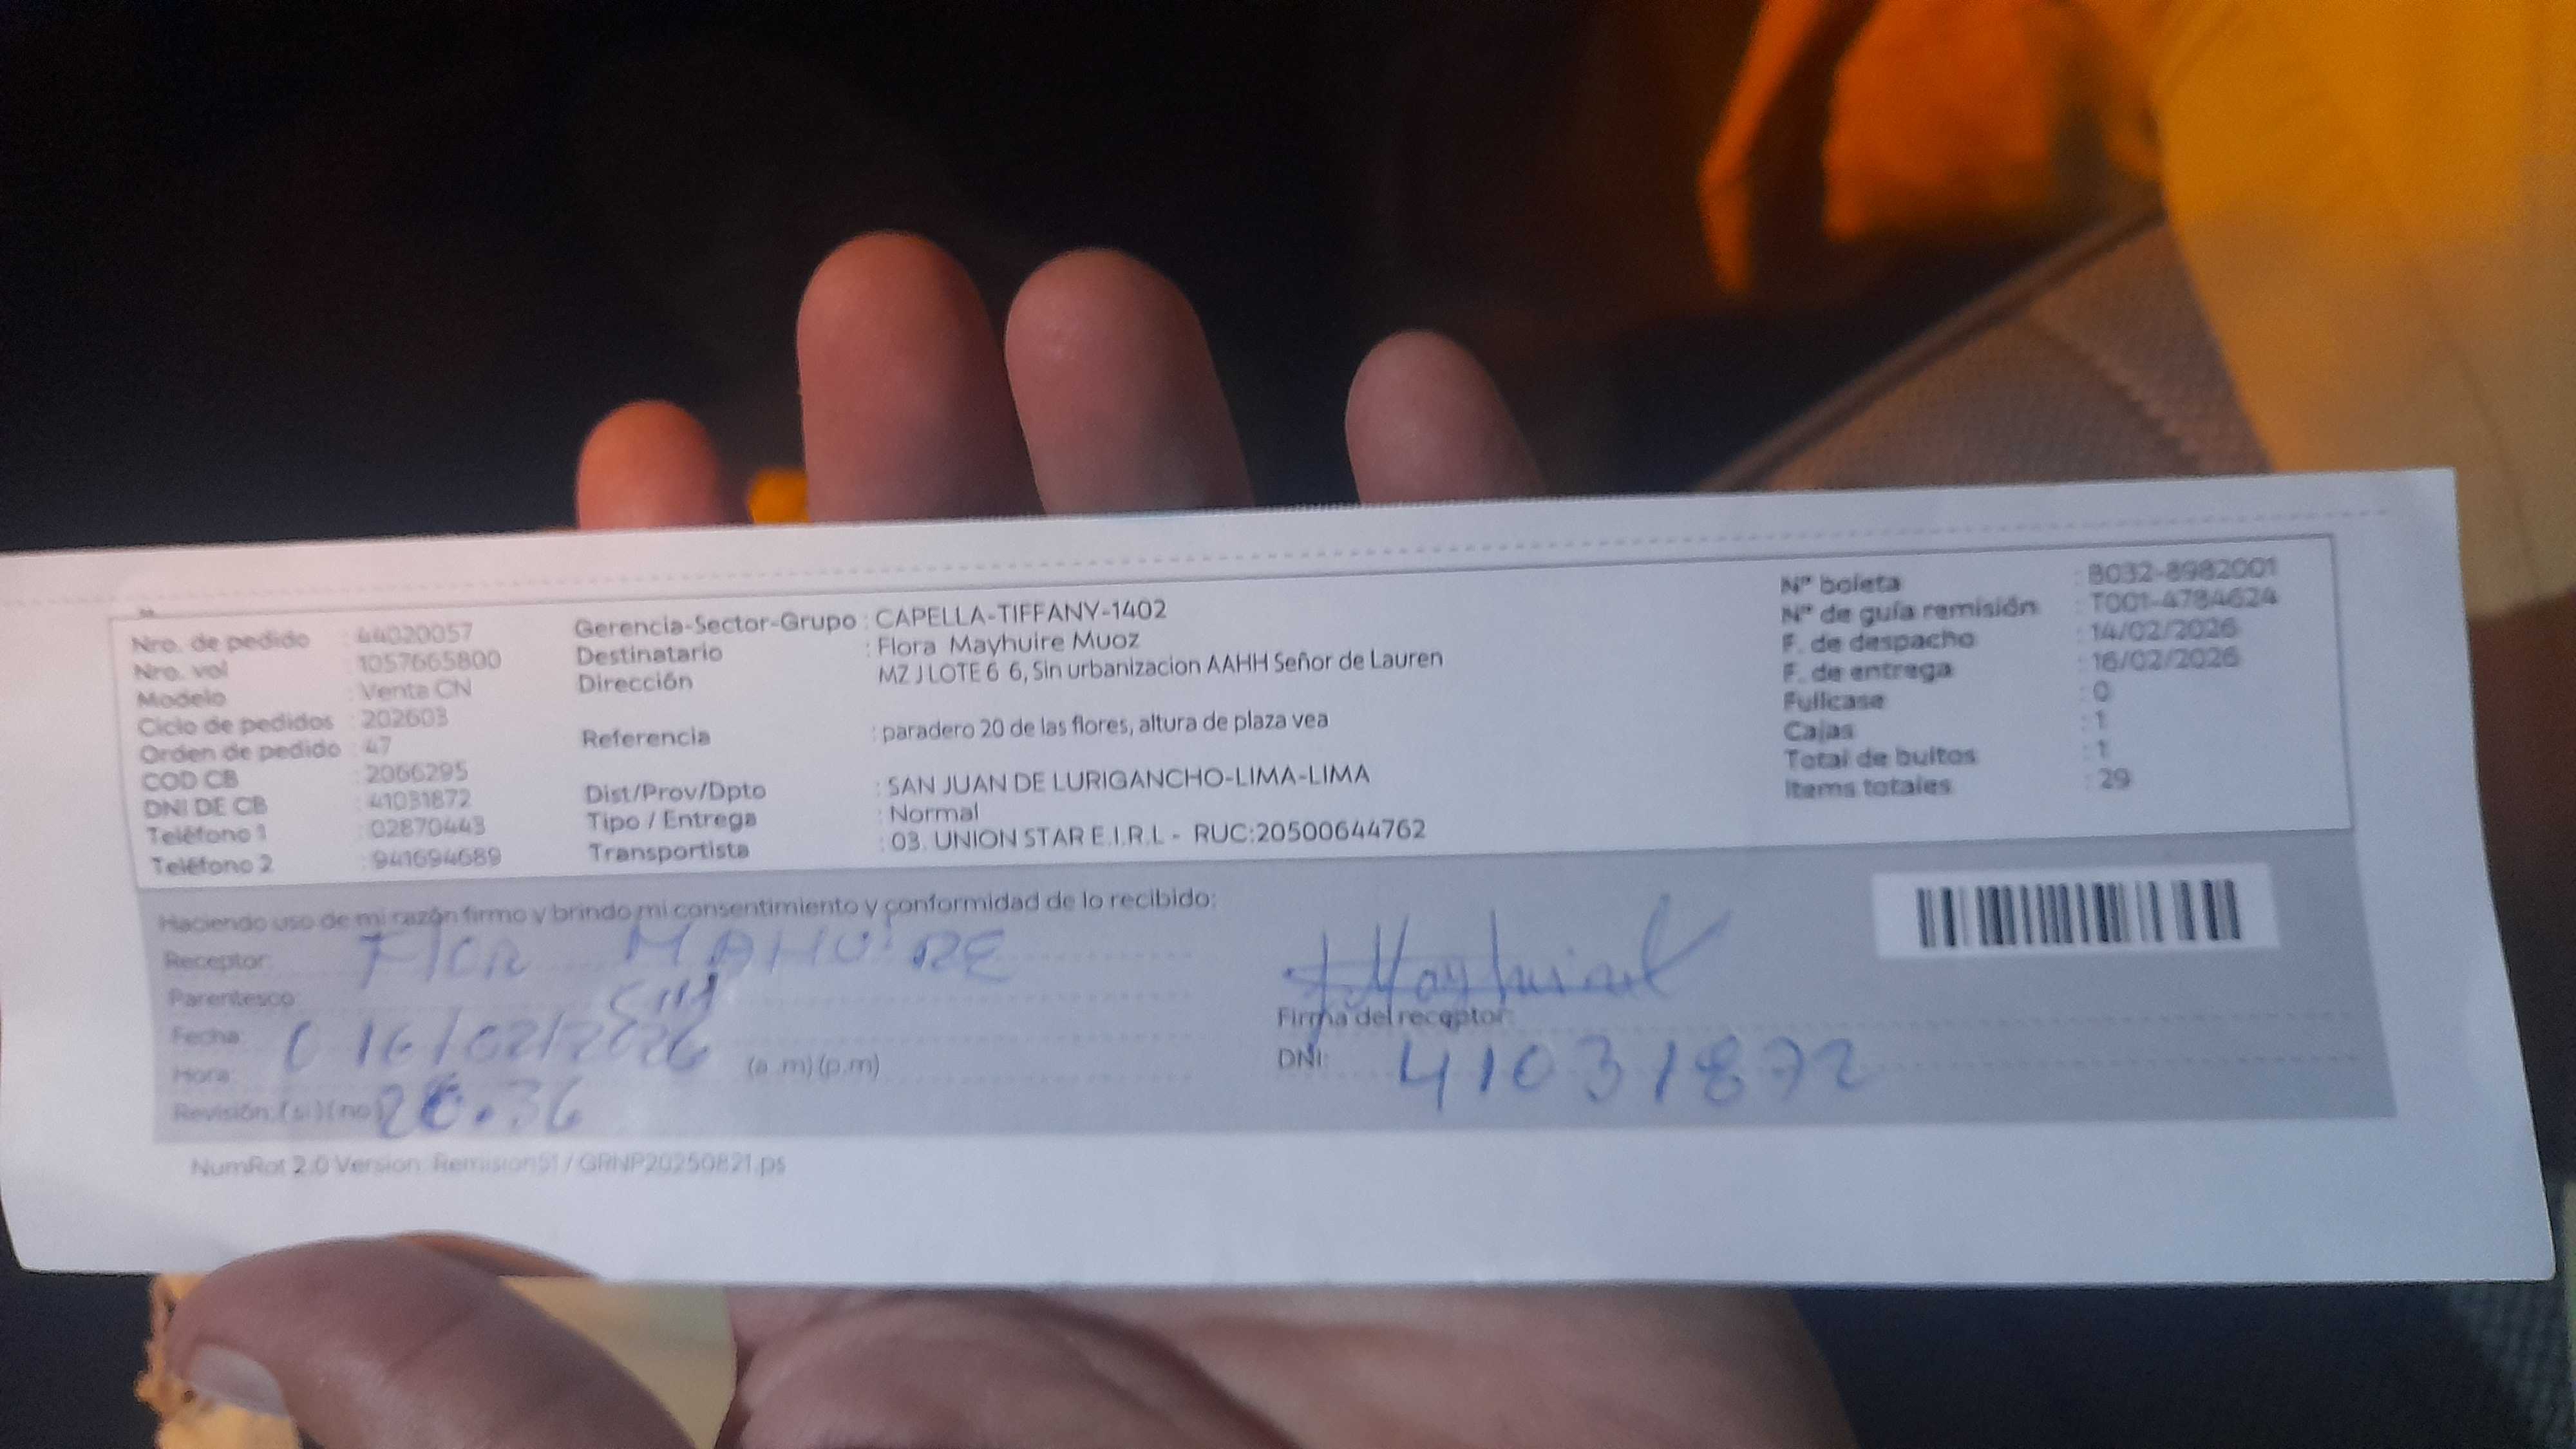 Nro. de pedido : 44020057
Nro. vol : 1057665800
Modelo : Venta CN
Ciclo de pedidos : 202603
Orden de pedido : 47
COD CB : 2066295
DNI DE CB : 41031872
Teléfono 1 : 02870443
Teléfono 2 : 941694689
Gerencia-Sector-Grupo : CAPELLA-TIFFANY-1402
Destinatario : Flora Mayhuire Muoz
Dirección MZ J LOTE 6 6, Sin urbanizacion AAHH Señor de Lauren
Referencia : paradero 20 de las flores, altura de plaza vea
Dist/Prov/Dpto : SAN JUAN DE LURIGANCHO-LIMA-LIMA
Tipo / Entrega : Normal
Transportista : 03. UNION STAR E.I.R.L - RUC:20500644762
Nº boleta : B032-8982001
Nº de guía remisión : T001-4784624
F. de despacho : 14/02/2026
F. de entrega : 16/02/2026
Fullcase : 0
Cajas : 1
Total de bultos : 1
Items totales : 29
Haciendo uso de mi razón firmo y brindo mi consentimiento y conformidad de lo recibido:
Receptor: FlOR MAHUiRE
Parentesco:
Fecha: 16/02/2026
Hora: (a .m) (p.m)
Revisión: ( si ) ( no )
Firma del receptor:
DNI: 41031872
NumRot 2.0 Version: Remision51 / GRNP20250821.ps